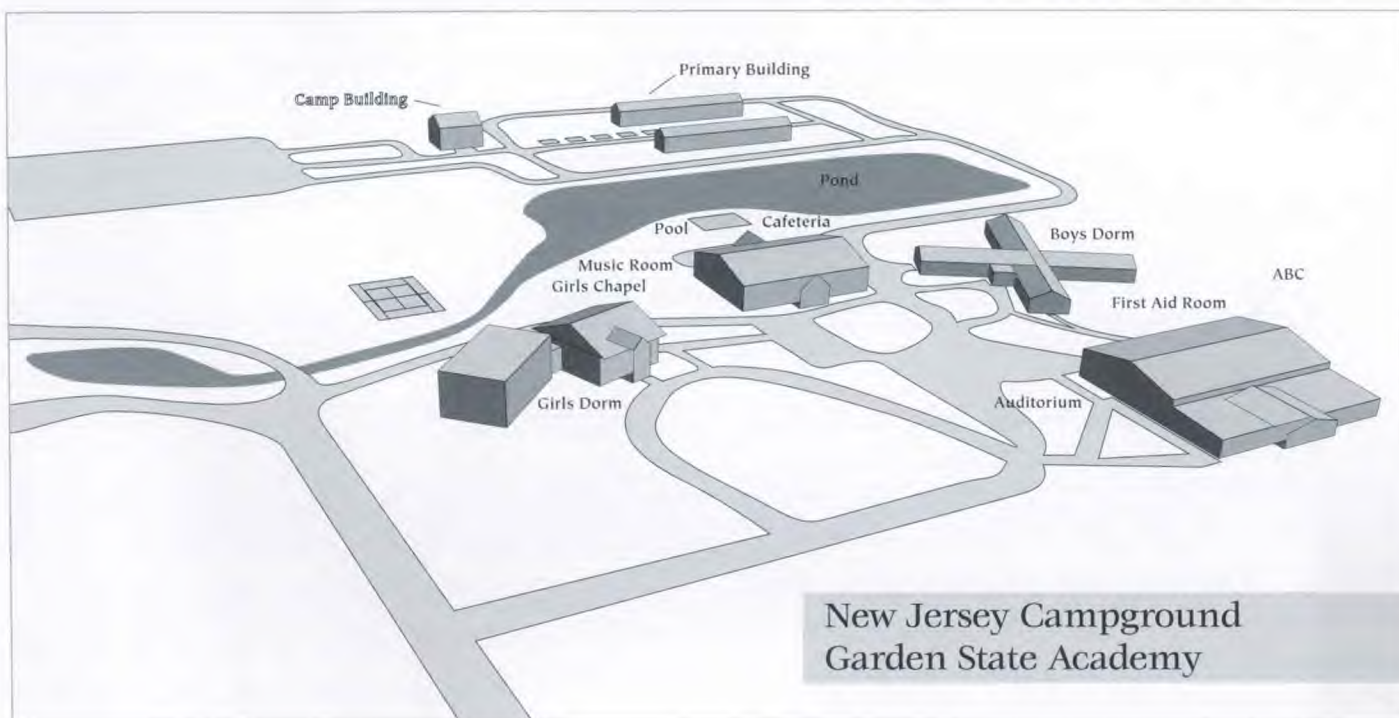 Primary Building
Camp Building
Pond
Pool
Cafeteria
Boys Dorm
Music Room
Girls Chapel
ABC
First Aid Room
Girls Dorm
Auditorium
New Jersey Campground
Garden State Academy